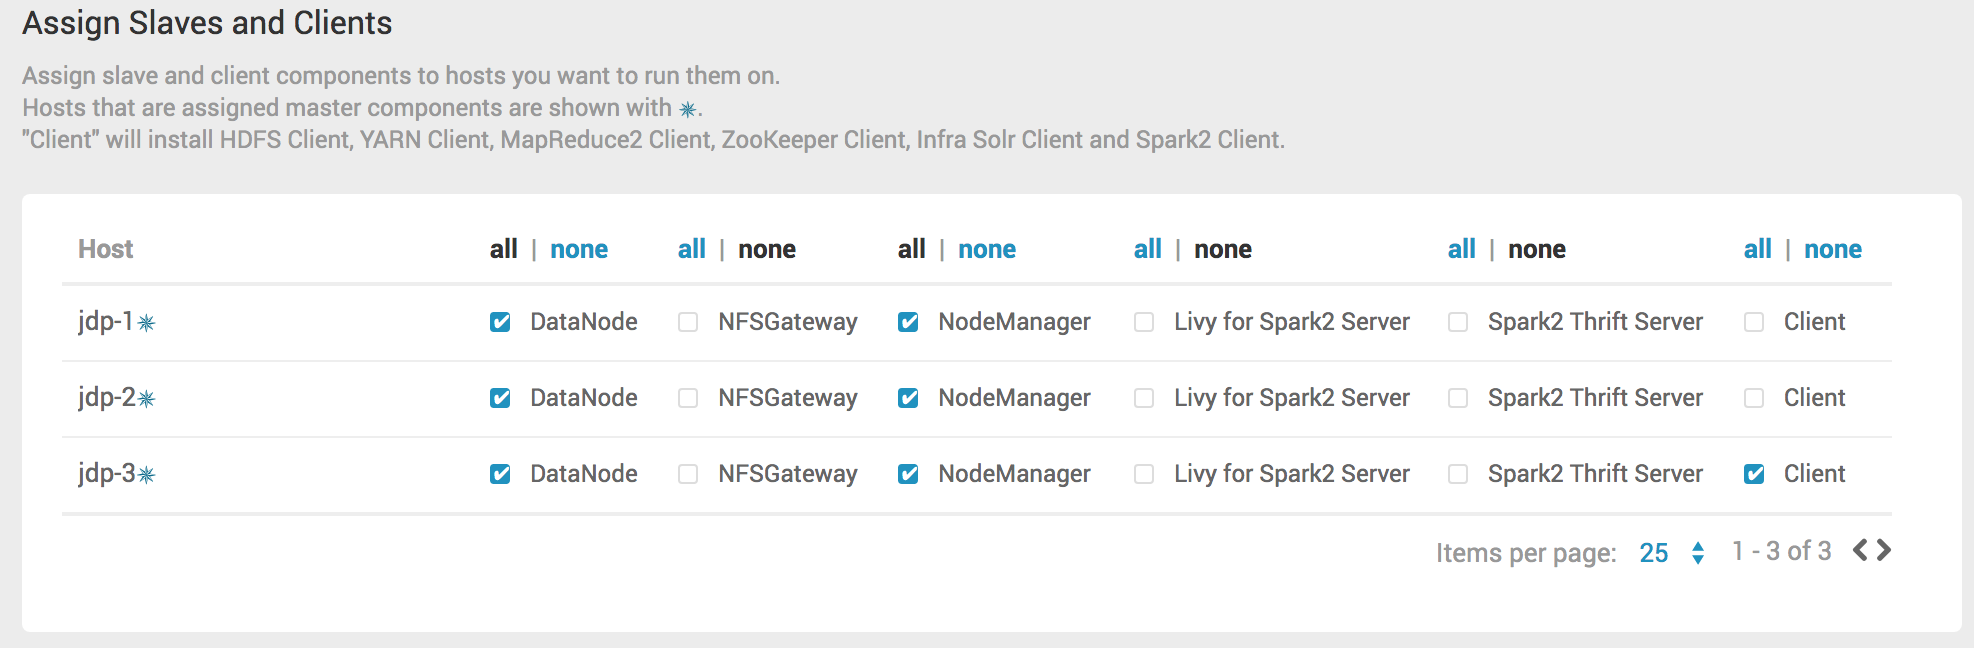 Assign Slaves and Clients
Assign slave and client components to hosts you want to run them on.
Hosts that are assigned master components are shown with ✵.
"Client" will install HDFS Client, YARN Client, MapReduce2 Client, ZooKeeper Client, Infra Solr Client and Spark2 Client.
Host all | none all | none all | none all | none all | none all | none
jdp-1✵ DataNode NFSGateway NodeManager Livy for Spark2 Server Spark2 Thrift Server Client
jdp-2✵ DataNode NFSGateway NodeManager Livy for Spark2 Server Spark2 Thrift Server Client
jdp-3✵ DataNode NFSGateway NodeManager Livy for Spark2 Server Spark2 Thrift Server Client
Items per page: 25 1 - 3 of 3